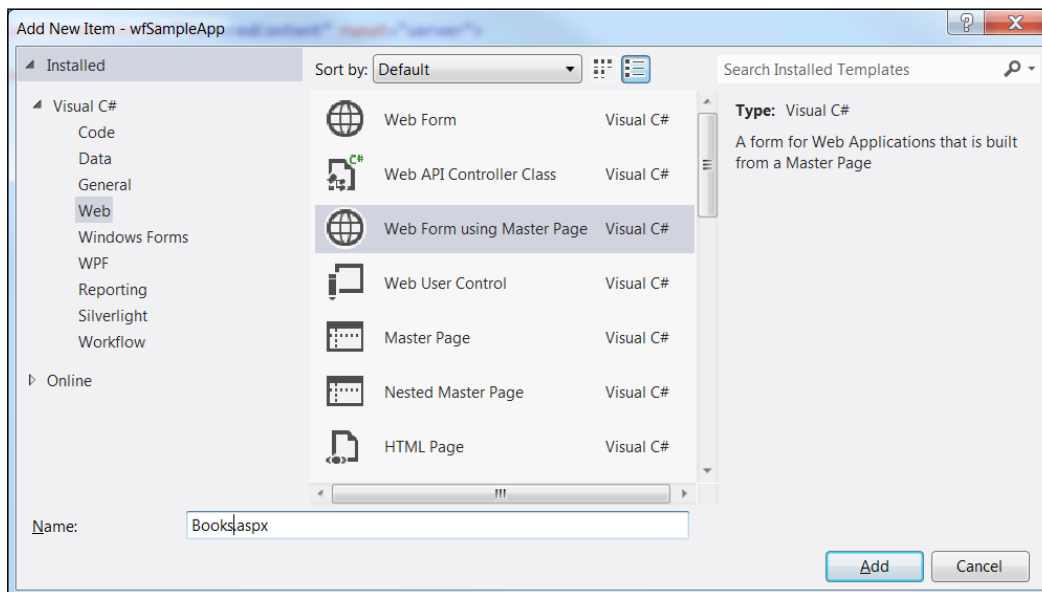 Add New Item - wfSampleApp
Installed
Sort by: Default
Search Installed Templates
Visual C#
Code
Data
General
Web
Windows Forms
WPF
Reporting
Silverlight
Workflow
Online
Web Form Visual C#
Web API Controller Class Visual C#
Web Form using Master Page Visual C#
Web User Control Visual C#
Master Page Visual C#
Nested Master Page Visual C#
HTML Page Visual C#
Type: Visual C#
A form for Web Applications that is built
from a Master Page
Name: Books.aspx
Add Cancel